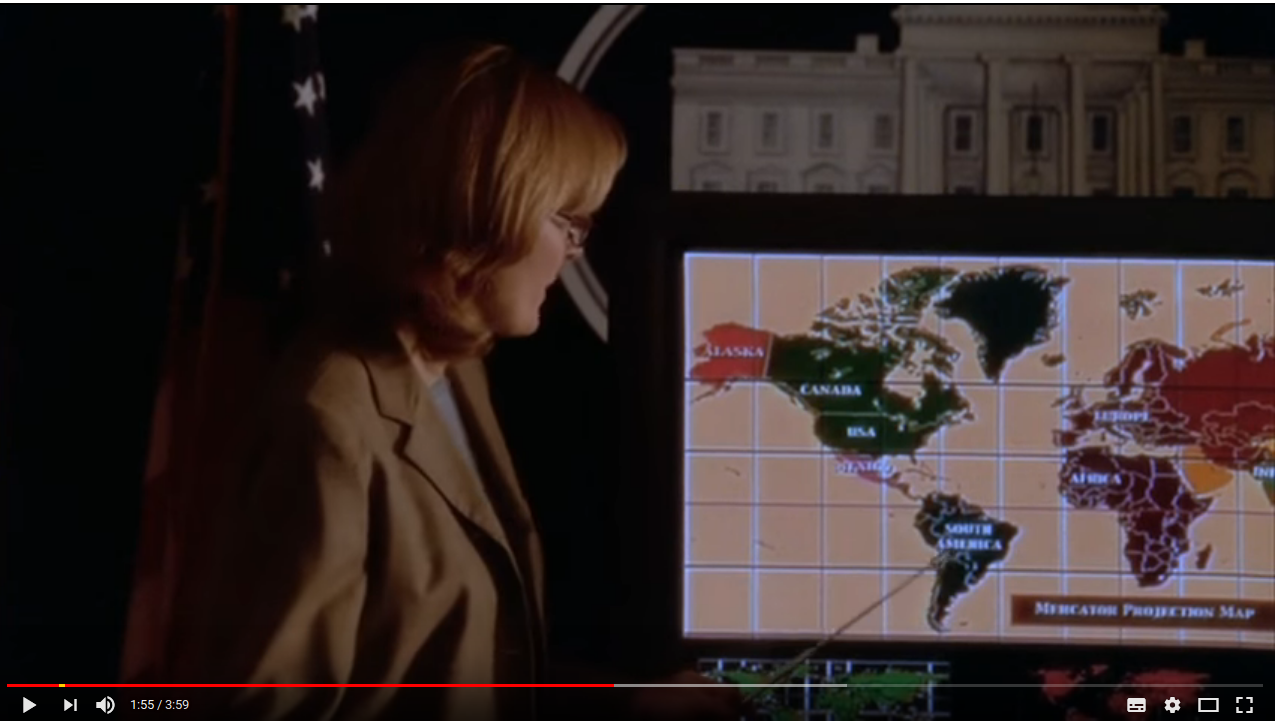 ALASKA
CANADA
USA
MEXICO
EUROPE
AFRICA
SOUTH
AMERICA
MERCATOR PROJECTION MAP
1:55 / 3:59